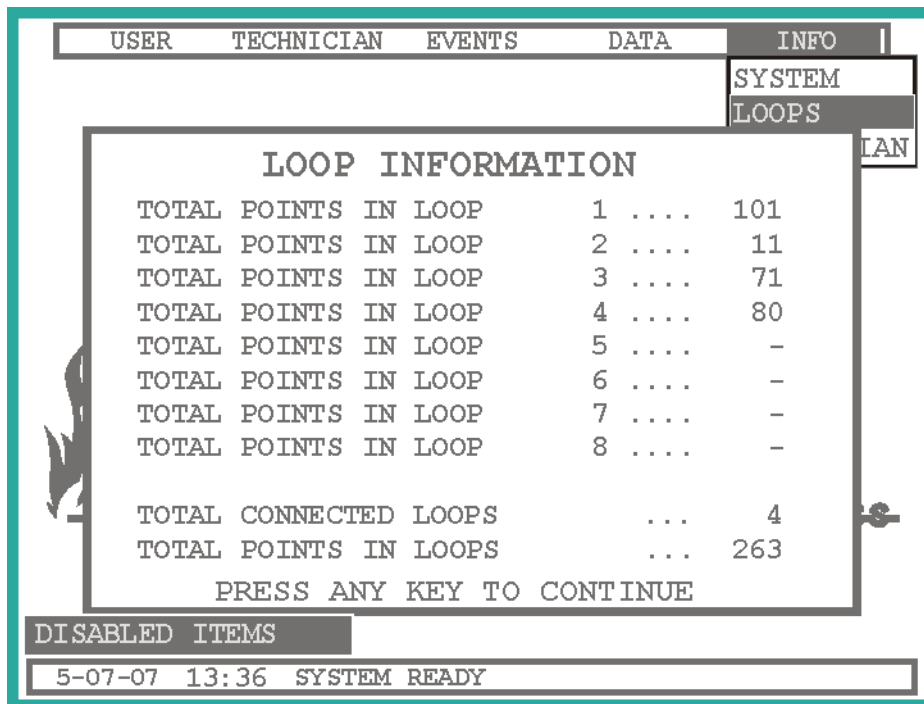 USER TECHNICIAN EVENTS DATA INFO
SYSTEM
LOOPS
IAN
LOOP INFORMATION
TOTAL POINTS IN LOOP 1 .... 101
TOTAL POINTS IN LOOP 2 .... 11
TOTAL POINTS IN LOOP 3 .... 71
TOTAL POINTS IN LOOP 4 .... 80
TOTAL POINTS IN LOOP 5 .... -
TOTAL POINTS IN LOOP 6 .... -
TOTAL POINTS IN LOOP 7 .... -
TOTAL POINTS IN LOOP 8 .... -
TOTAL CONNECTED LOOPS ... 4
TOTAL POINTS IN LOOPS ... 263
PRESS ANY KEY TO CONTINUE
DISABLED ITEMS
5-07-07 13:36 SYSTEM READY